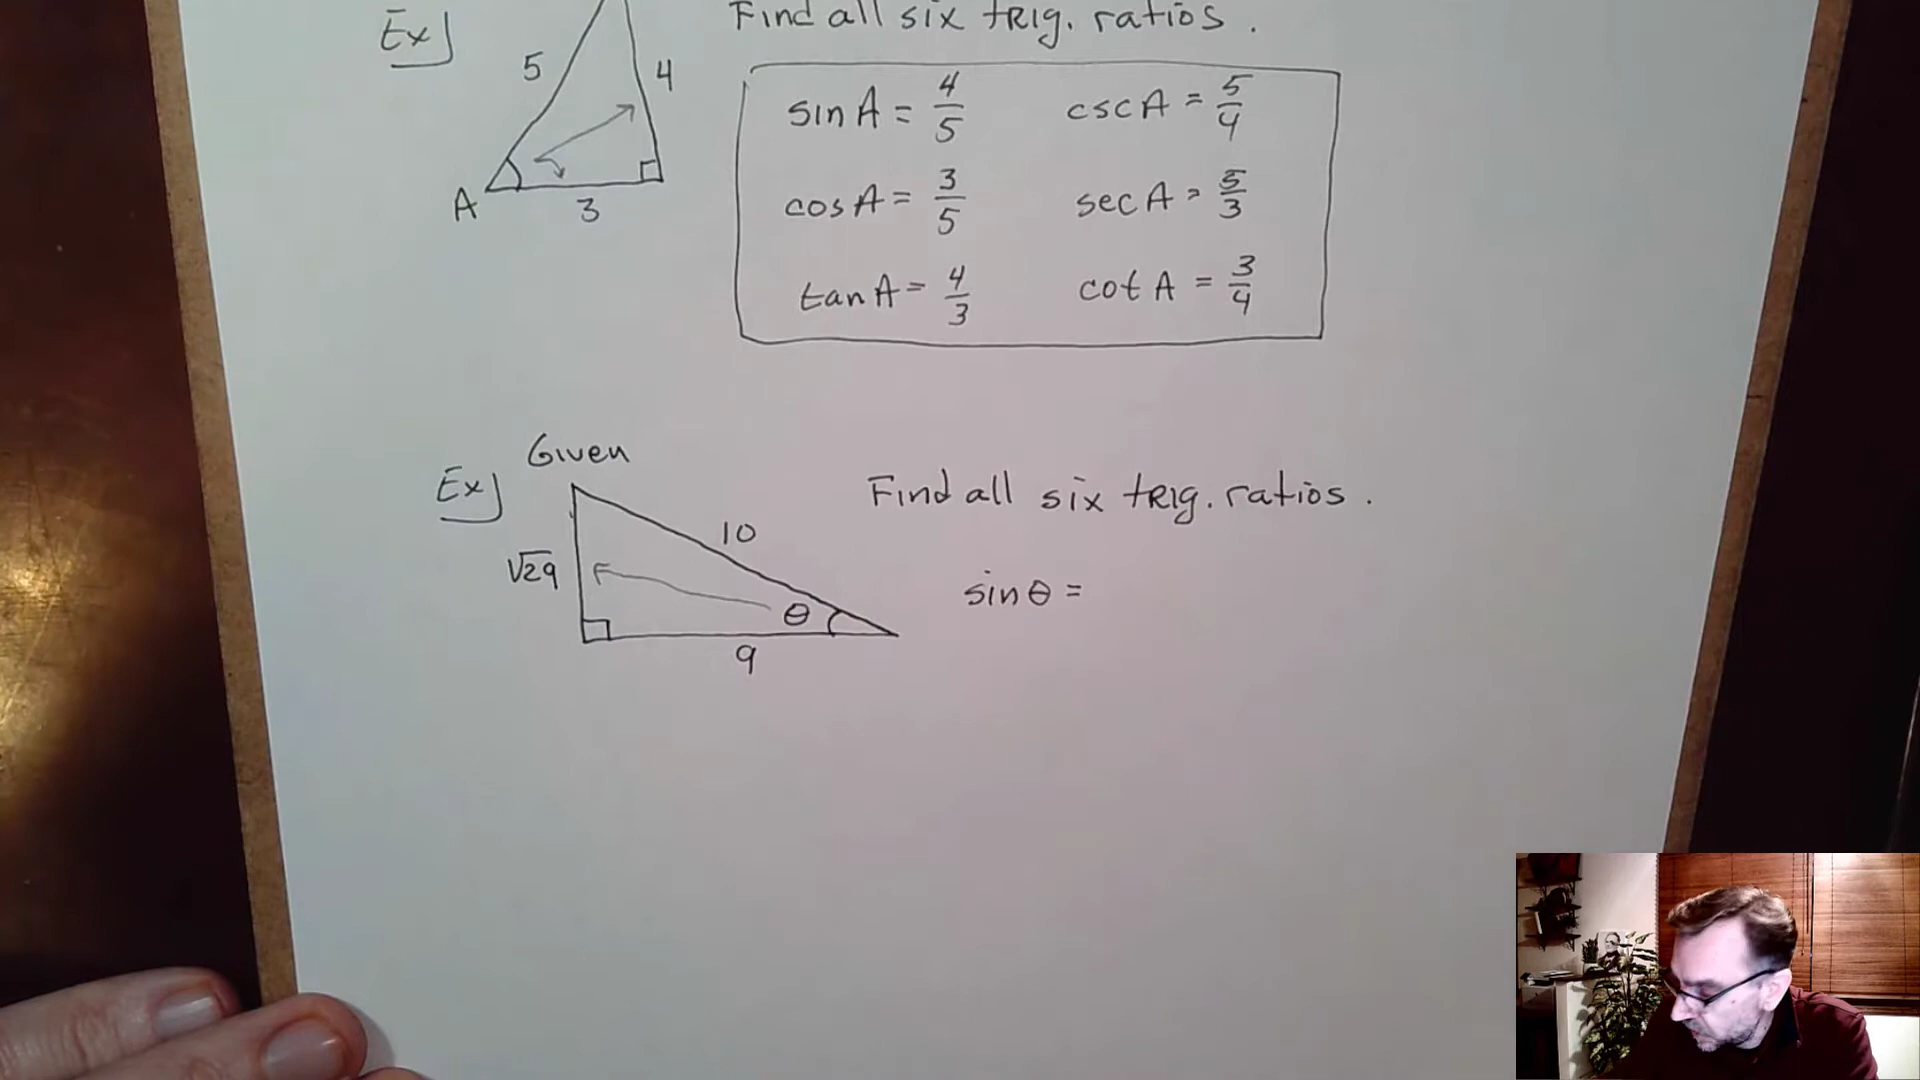 Ex] Find all six trig. ratios.
5
4
A
3
sin A = 4/5 csc A = 5/4
cos A = 3/5 sec A = 5/3
tan A = 4/3 cot A = 3/4
Given
Ex] Find all six trig. ratios.
10
√29
θ
9
sin θ =